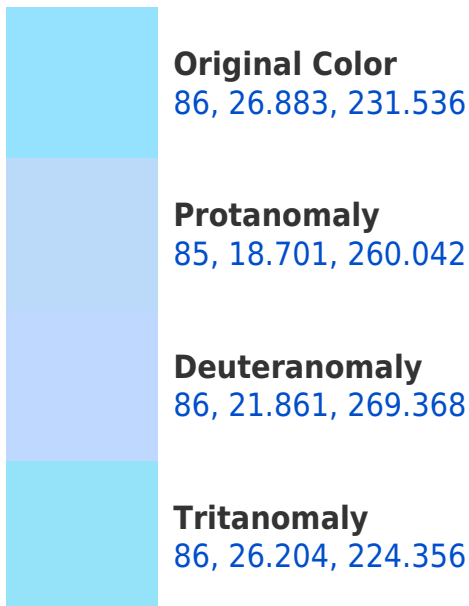 Original Color
86, 26.883, 231.536
Protanomaly
85, 18.701, 260.042
Deuteranomaly
86, 21.861, 269.368
Tritanomaly
86, 26.204, 224.356